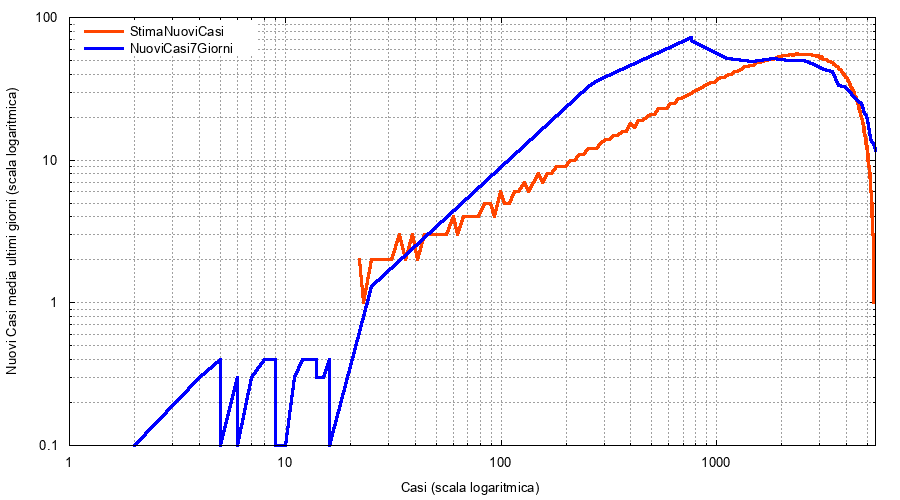 StimaNuoviCasi
NuoviCasi7Giorni
Nuovi Casi media ultimi giorni (scala logaritmica)
100
10
1
0.1
1 10 100 1000
Casi (scala logaritmica)